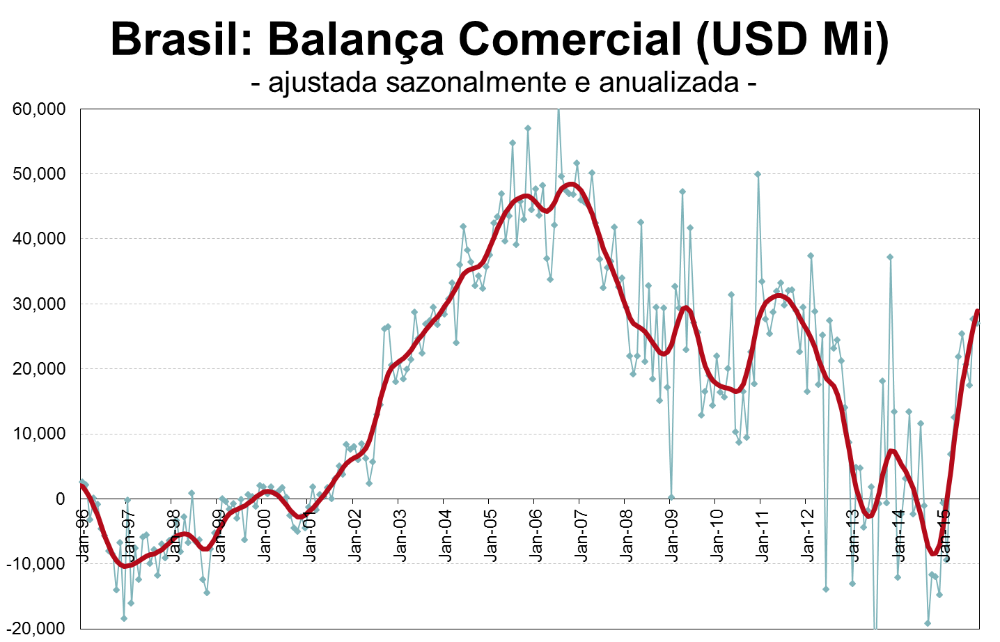 Brasil: Balança Comercial (USD Mi)
- ajustada sazonalmente e anualizada -
60,000
50,000
40,000
30,000
20,000
10,000
0
-10,000
-20,000
Jan-96
Jan-97
Jan-98
Jan-99
Jan-00
Jan-01
Jan-02
Jan-03
Jan-04
Jan-05
Jan-06
Jan-07
Jan-08
Jan-09
Jan-10
Jan-11
Jan-12
Jan-13
Jan-14
Jan-15